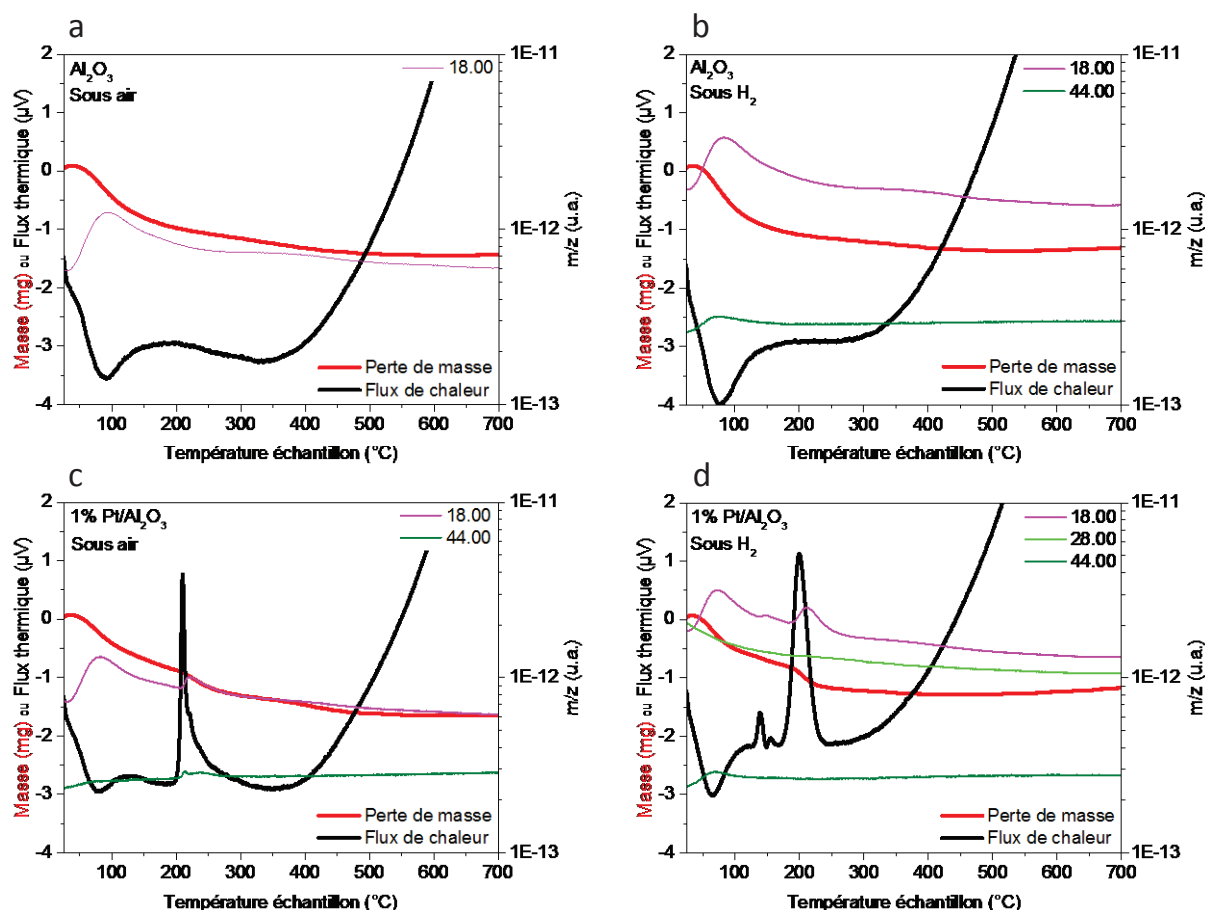 a
Al₂O₃
Sous air
18.00
Perte de masse
Flux de chaleur
2
1
0
-1
-2
-3
-4
1E-11
1E-12
1E-13
100 200 300 400 500 600 700
Température échantillon (°C)
Masse (mg) ou Flux thermique (µV)
m/z (u.a.)
b
Al₂O₃
Sous H₂
18.00
44.00
Perte de masse
Flux de chaleur
2
1
0
-1
-2
-3
-4
1E-11
1E-12
1E-13
100 200 300 400 500 600 700
Température échantillon (°C)
Masse (mg) ou Flux thermique (µV)
m/z (u.a.)
c
1% Pt/Al₂O₃
Sous air
18.00
44.00
Perte de masse
Flux de chaleur
2
1
0
-1
-2
-3
-4
1E-11
1E-12
1E-13
100 200 300 400 500 600 700
Température échantillon (°C)
Masse (mg) ou Flux thermique (µV)
m/z (u.a.)
d
1% Pt/Al₂O₃
Sous H₂
18.00
28.00
44.00
Perte de masse
Flux de chaleur
2
1
0
-1
-2
-3
-4
1E-11
1E-12
1E-13
100 200 300 400 500 600 700
Température échantillon (°C)
Masse (mg) ou Flux thermique (µV)
m/z (u.a.)